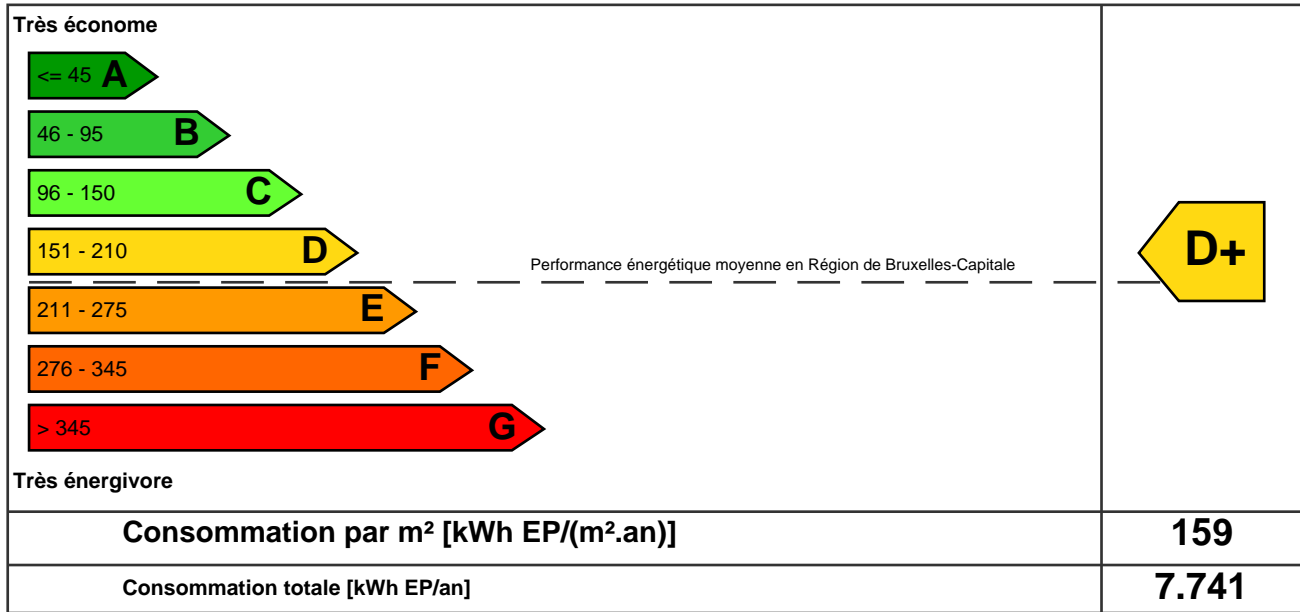 Très économe
<= 45 A
46 - 95 B
96 - 150 C
151 - 210 D
Performance énergétique moyenne en Région de Bruxelles-Capitale
D+
211 - 275 E
276 - 345 F
> 345 G
Très énergivore
Consommation par m² [kWh EP/(m².an)] 159
Consommation totale [kWh EP/an] 7.741